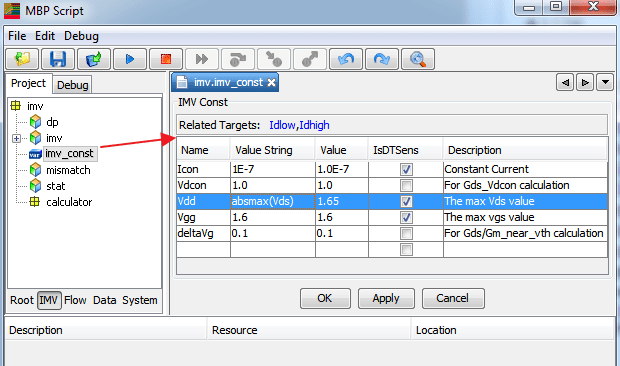 MBP Script
File Edit Debug
Project Debug
imv
dp
imv
imv_const
mismatch
stat
calculator
Root IMV Flow Data System
imv.imv_const
IMV Const
Related Targets: Idlow,Idhigh
Name Value String Value IsDTSens Description
Icon 1E-7 1.0E-7 Constant Current
Vdcon 1.0 1.0 For Gds_Vdcon calculation
Vdd absmax(Vds) 1.65 The max Vds value
Vgg 1.6 1.6 The max vgs value
deltaVg 0.1 0.1 For Gds/Gm_near_vth calculation
OK Apply Cancel
Description Resource Location